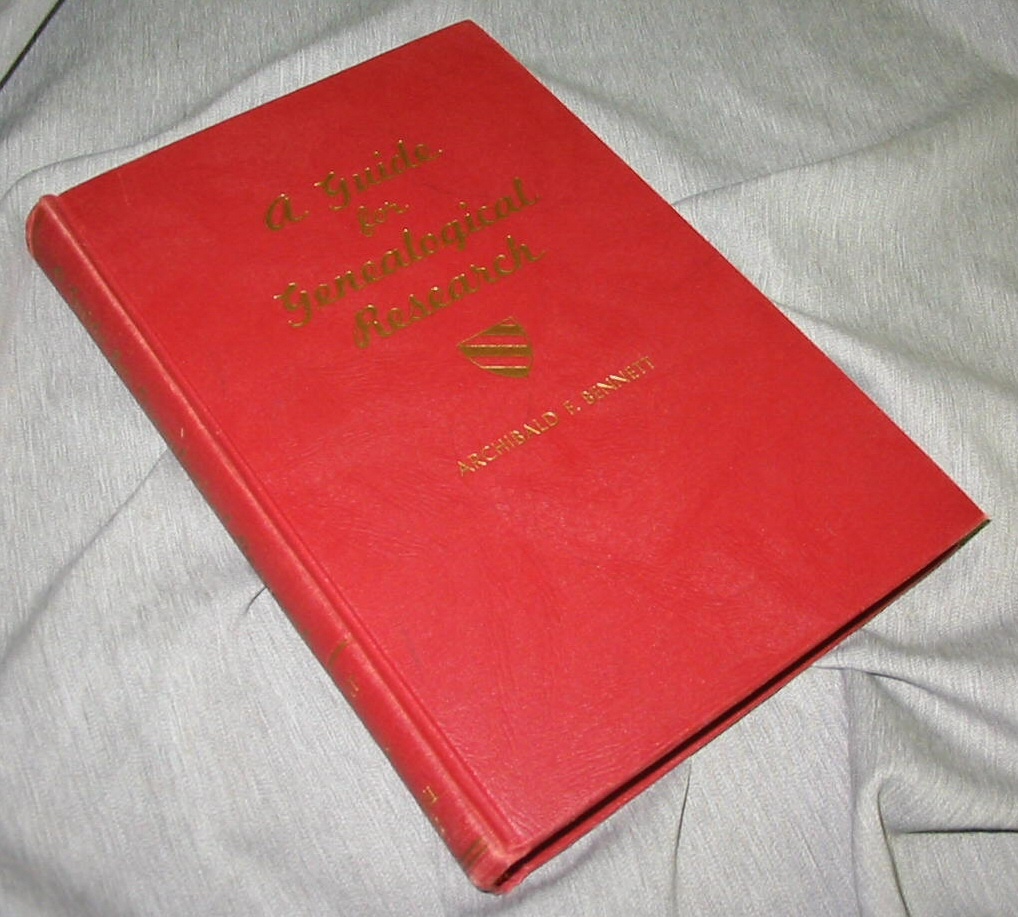 A Guide
for
Genealogical
Research
ARCHIBALD F. BENNETT